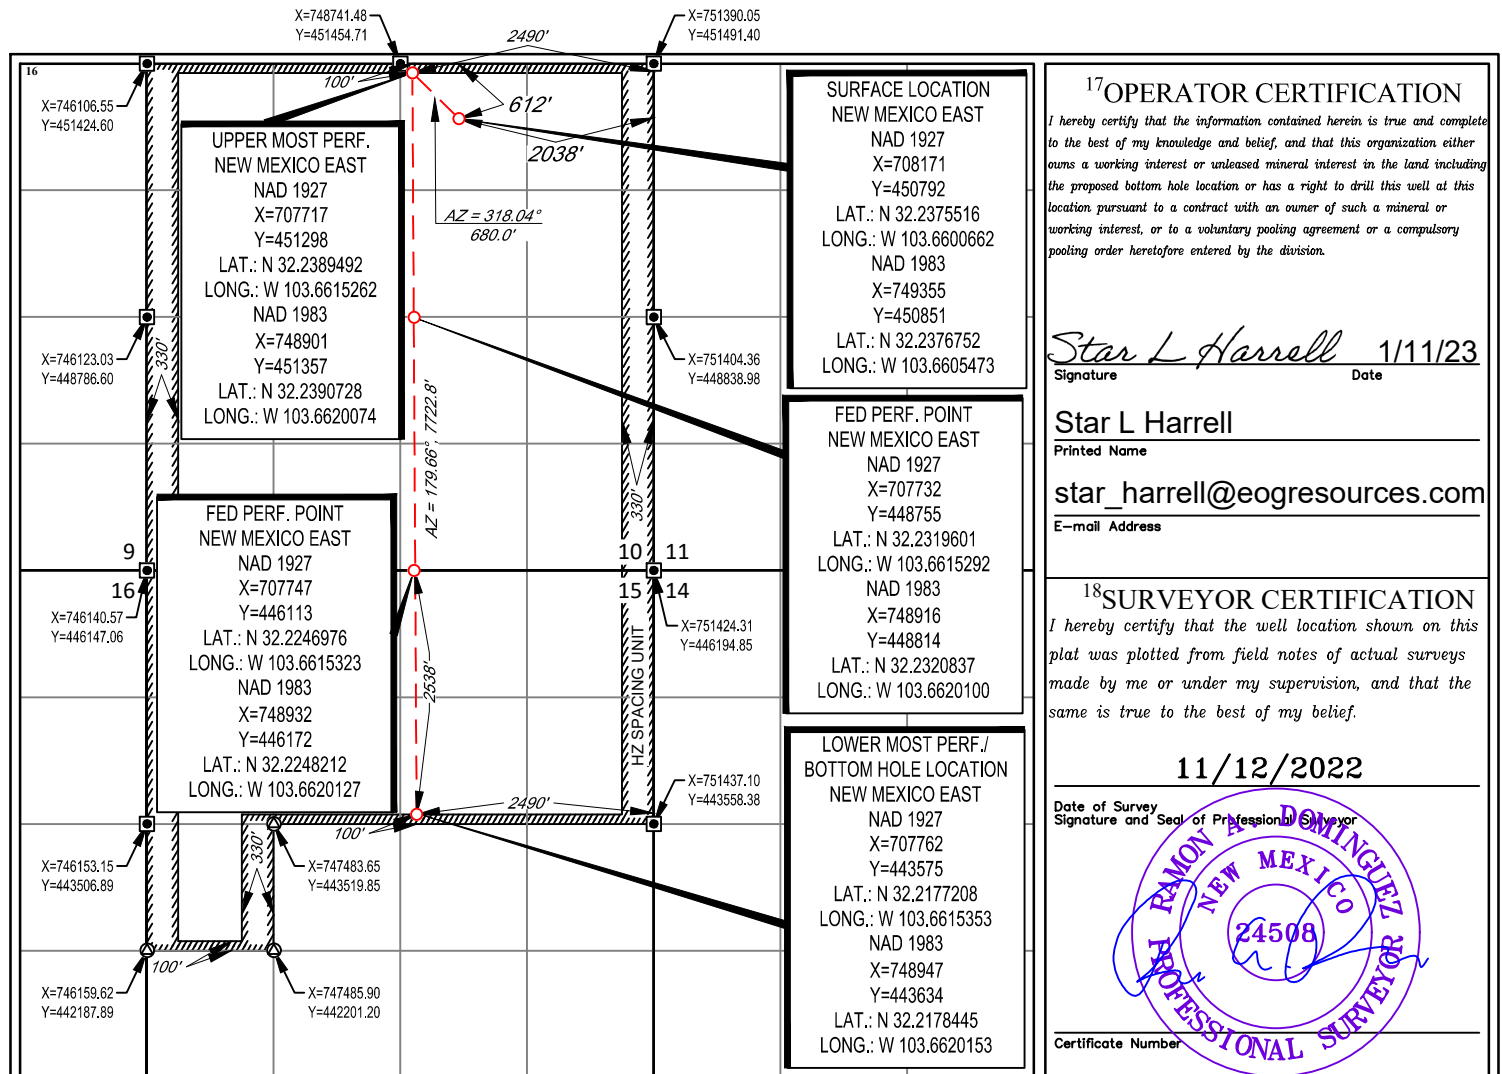 X=748741.48
Y=451454.71
X=751390.05
Y=451491.40
2490'
16
100'
X=746106.55
Y=451424.60
612'
2038'
AZ = 318.04°
680.0'
UPPER MOST PERF.
NEW MEXICO EAST
NAD 1927
X=707717
Y=451298
LAT.: N 32.2389492
LONG.: W 103.6615262
NAD 1983
X=748901
Y=451357
LAT.: N 32.2390728
LONG.: W 103.6620074
SURFACE LOCATION
NEW MEXICO EAST
NAD 1927
X=708171
Y=450792
LAT.: N 32.2375516
LONG.: W 103.6600662
NAD 1983
X=749355
Y=450851
LAT.: N 32.2376752
LONG.: W 103.6605473
X=746123.03
Y=448786.60
330'
X=751404.36
Y=448838.98
AZ = 179.66°, 7722.8'
330'
FED PERF. POINT
NEW MEXICO EAST
NAD 1927
X=707732
Y=448755
LAT.: N 32.2319601
LONG.: W 103.6615292
NAD 1983
X=748916
Y=448814
LAT.: N 32.2320837
LONG.: W 103.6620100
FED PERF. POINT
NEW MEXICO EAST
NAD 1927
X=707747
Y=446113
LAT.: N 32.2246976
LONG.: W 103.6615323
NAD 1983
X=748932
Y=446172
LAT.: N 32.2248212
LONG.: W 103.6620127
9
16
10
11
15
14
X=746140.57
Y=446147.06
X=751424.31
Y=446194.85
2538'
HZ SPACING UNIT
LOWER MOST PERF./
BOTTOM HOLE LOCATION
NEW MEXICO EAST
NAD 1927
X=707762
Y=443575
LAT.: N 32.2177208
LONG.: W 103.6615353
NAD 1983
X=748947
Y=443634
LAT.: N 32.2178445
LONG.: W 103.6620153
X=751437.10
Y=443558.38
2490'
100'
330'
X=746153.15
Y=443506.89
X=747483.65
Y=443519.85
100'
X=746159.62
Y=442187.89
X=747485.90
Y=442201.20
17OPERATOR CERTIFICATION
I hereby certify that the information contained herein is true and complete
to the best of my knowledge and belief, and that this organization either
owns a working interest or unleased mineral interest in the land including
the proposed bottom hole location or has a right to drill this well at this
location pursuant to a contract with an owner of such a mineral or
working interest, or to a voluntary pooling agreement or a compulsory
pooling order heretofore entered by the division.
Star L Harrell 1/11/23
Signature Date
Star L Harrell
Printed Name
star_harrell@eogresources.com
E-mail Address
18SURVEYOR CERTIFICATION
I hereby certify that the well location shown on this
plat was plotted from field notes of actual surveys
made by me or under my supervision, and that the
same is true to the best of my belief.
11/12/2022
Date of Survey
Signature and Seal of Professional Surveyor
RAMON A. DOMINGUEZ
NEW MEXICO
24508
PROFESSIONAL SURVEYOR
Certificate Number